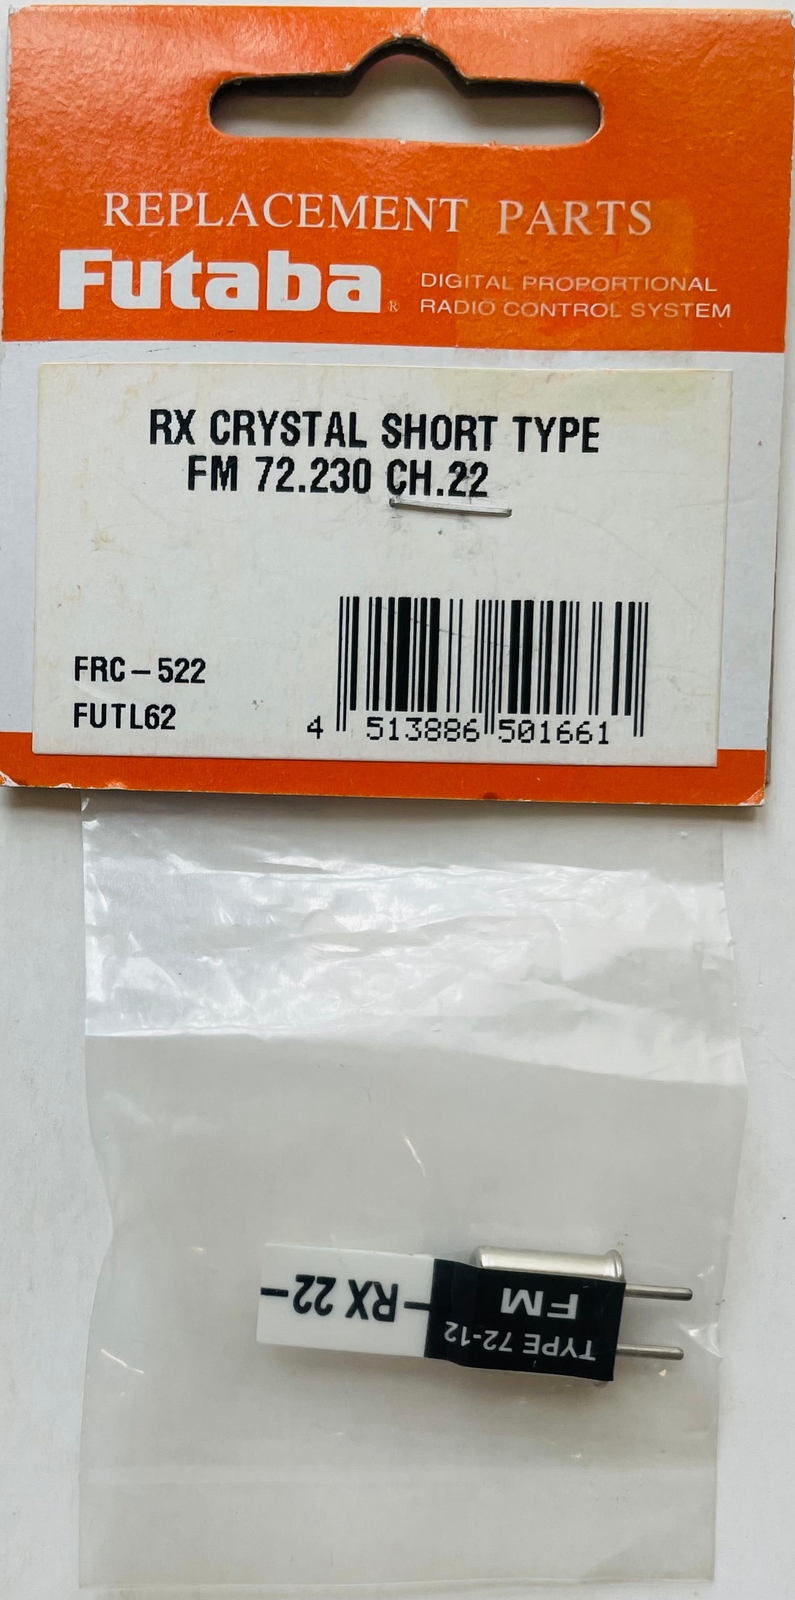 REPLACEMENT PARTS
Futaba®
DIGITAL PROPORTIONAL
RADIO CONTROL SYSTEM
RX CRYSTAL SHORT TYPE
FM 72.230 CH.22
FRC-522
FUTL62
4 513886 501661
-RX 22-
FM
TYPE 72-12